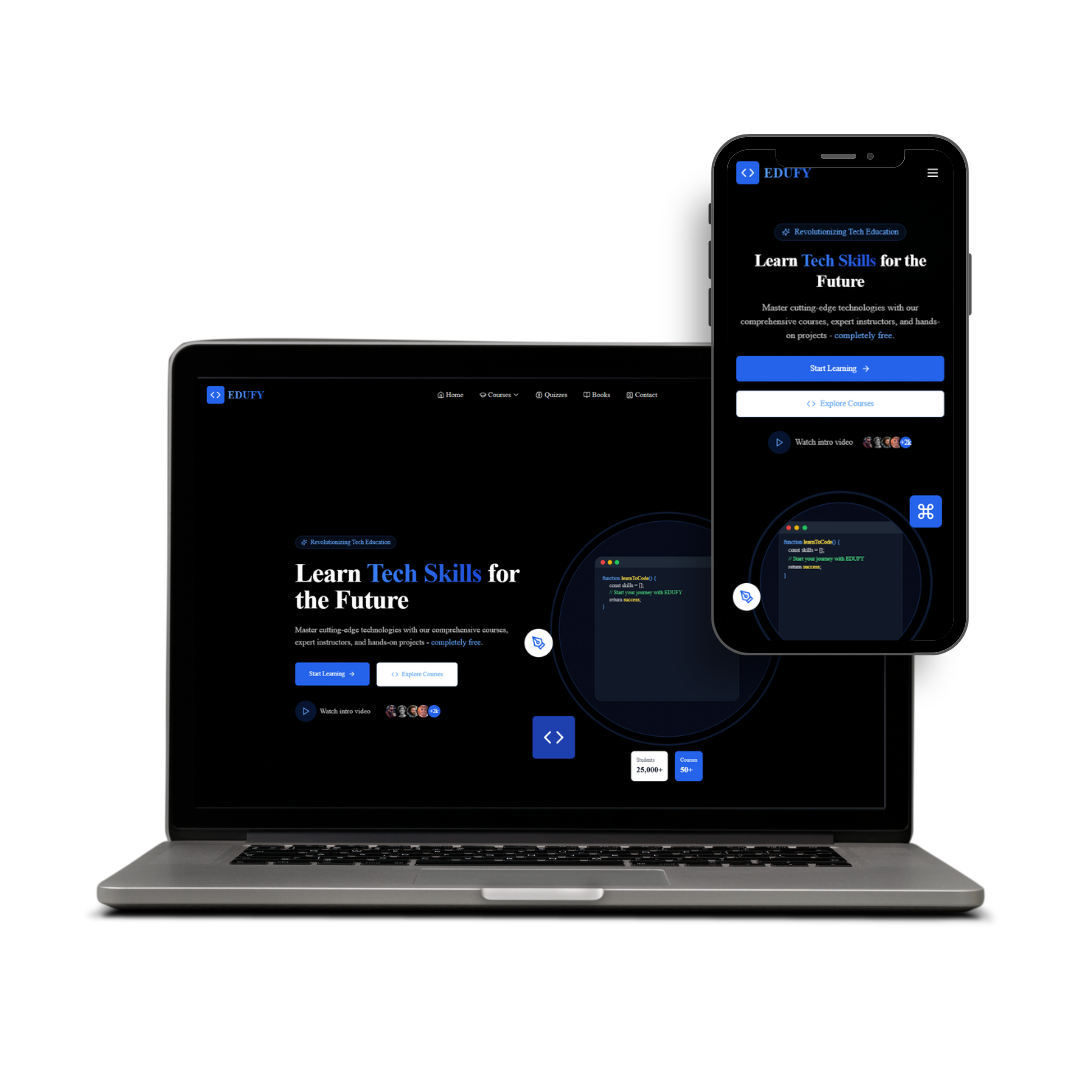 EDUFY
Home Courses Quizzes Books Contact
Revolutionizing Tech Education
Learn Tech Skills for
the Future
Master cutting-edge technologies with our comprehensive courses,
expert instructors, and hands-on projects - completely free.
Start Learning → <> Explore Courses
Watch intro video +2k
function learnToCode() {
const skills = [];
// Start your journey with EDUFY
return success;
}
<>
Students
25,000+
Courses
50+
EDUFY
Revolutionizing Tech Education
Learn Tech Skills for the
Future
Master cutting-edge technologies with our
comprehensive courses, expert instructors, and hands-
on projects - completely free.
Start Learning →
<> Explore Courses
Watch intro video +2k
⌘
function learnToCode() {
const skills = [];
// Start your journey with EDUFY
return success;
}